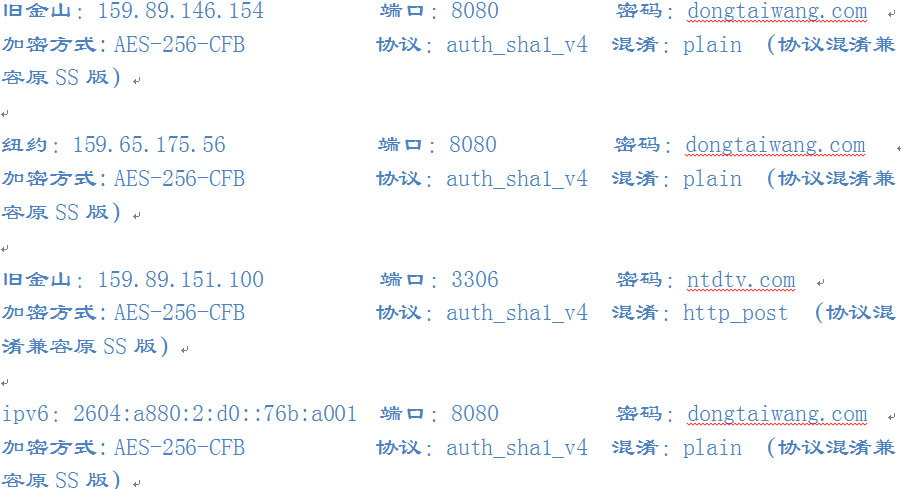 旧金山：159.89.146.154 端口：8080 密码：dongtaiwang.com
加密方式：AES-256-CFB 协议：auth_sha1_v4 混淆：plain （协议混淆兼
容原 SS 版）
纽约：159.65.175.56 端口：8080 密码：dongtaiwang.com
加密方式：AES-256-CFB 协议：auth_sha1_v4 混淆：plain （协议混淆兼
容原 SS 版）
旧金山：159.89.151.100 端口：3306 密码：ntdtv.com
加密方式：AES-256-CFB 协议：auth_sha1_v4 混淆：http_post （协议混
淆兼容原 SS 版）
ipv6：2604:a880:2:d0::76b:a001 端口：8080 密码：dongtaiwang.com
加密方式：AES-256-CFB 协议：auth_sha1_v4 混淆：plain （协议混淆兼
容原 SS 版）